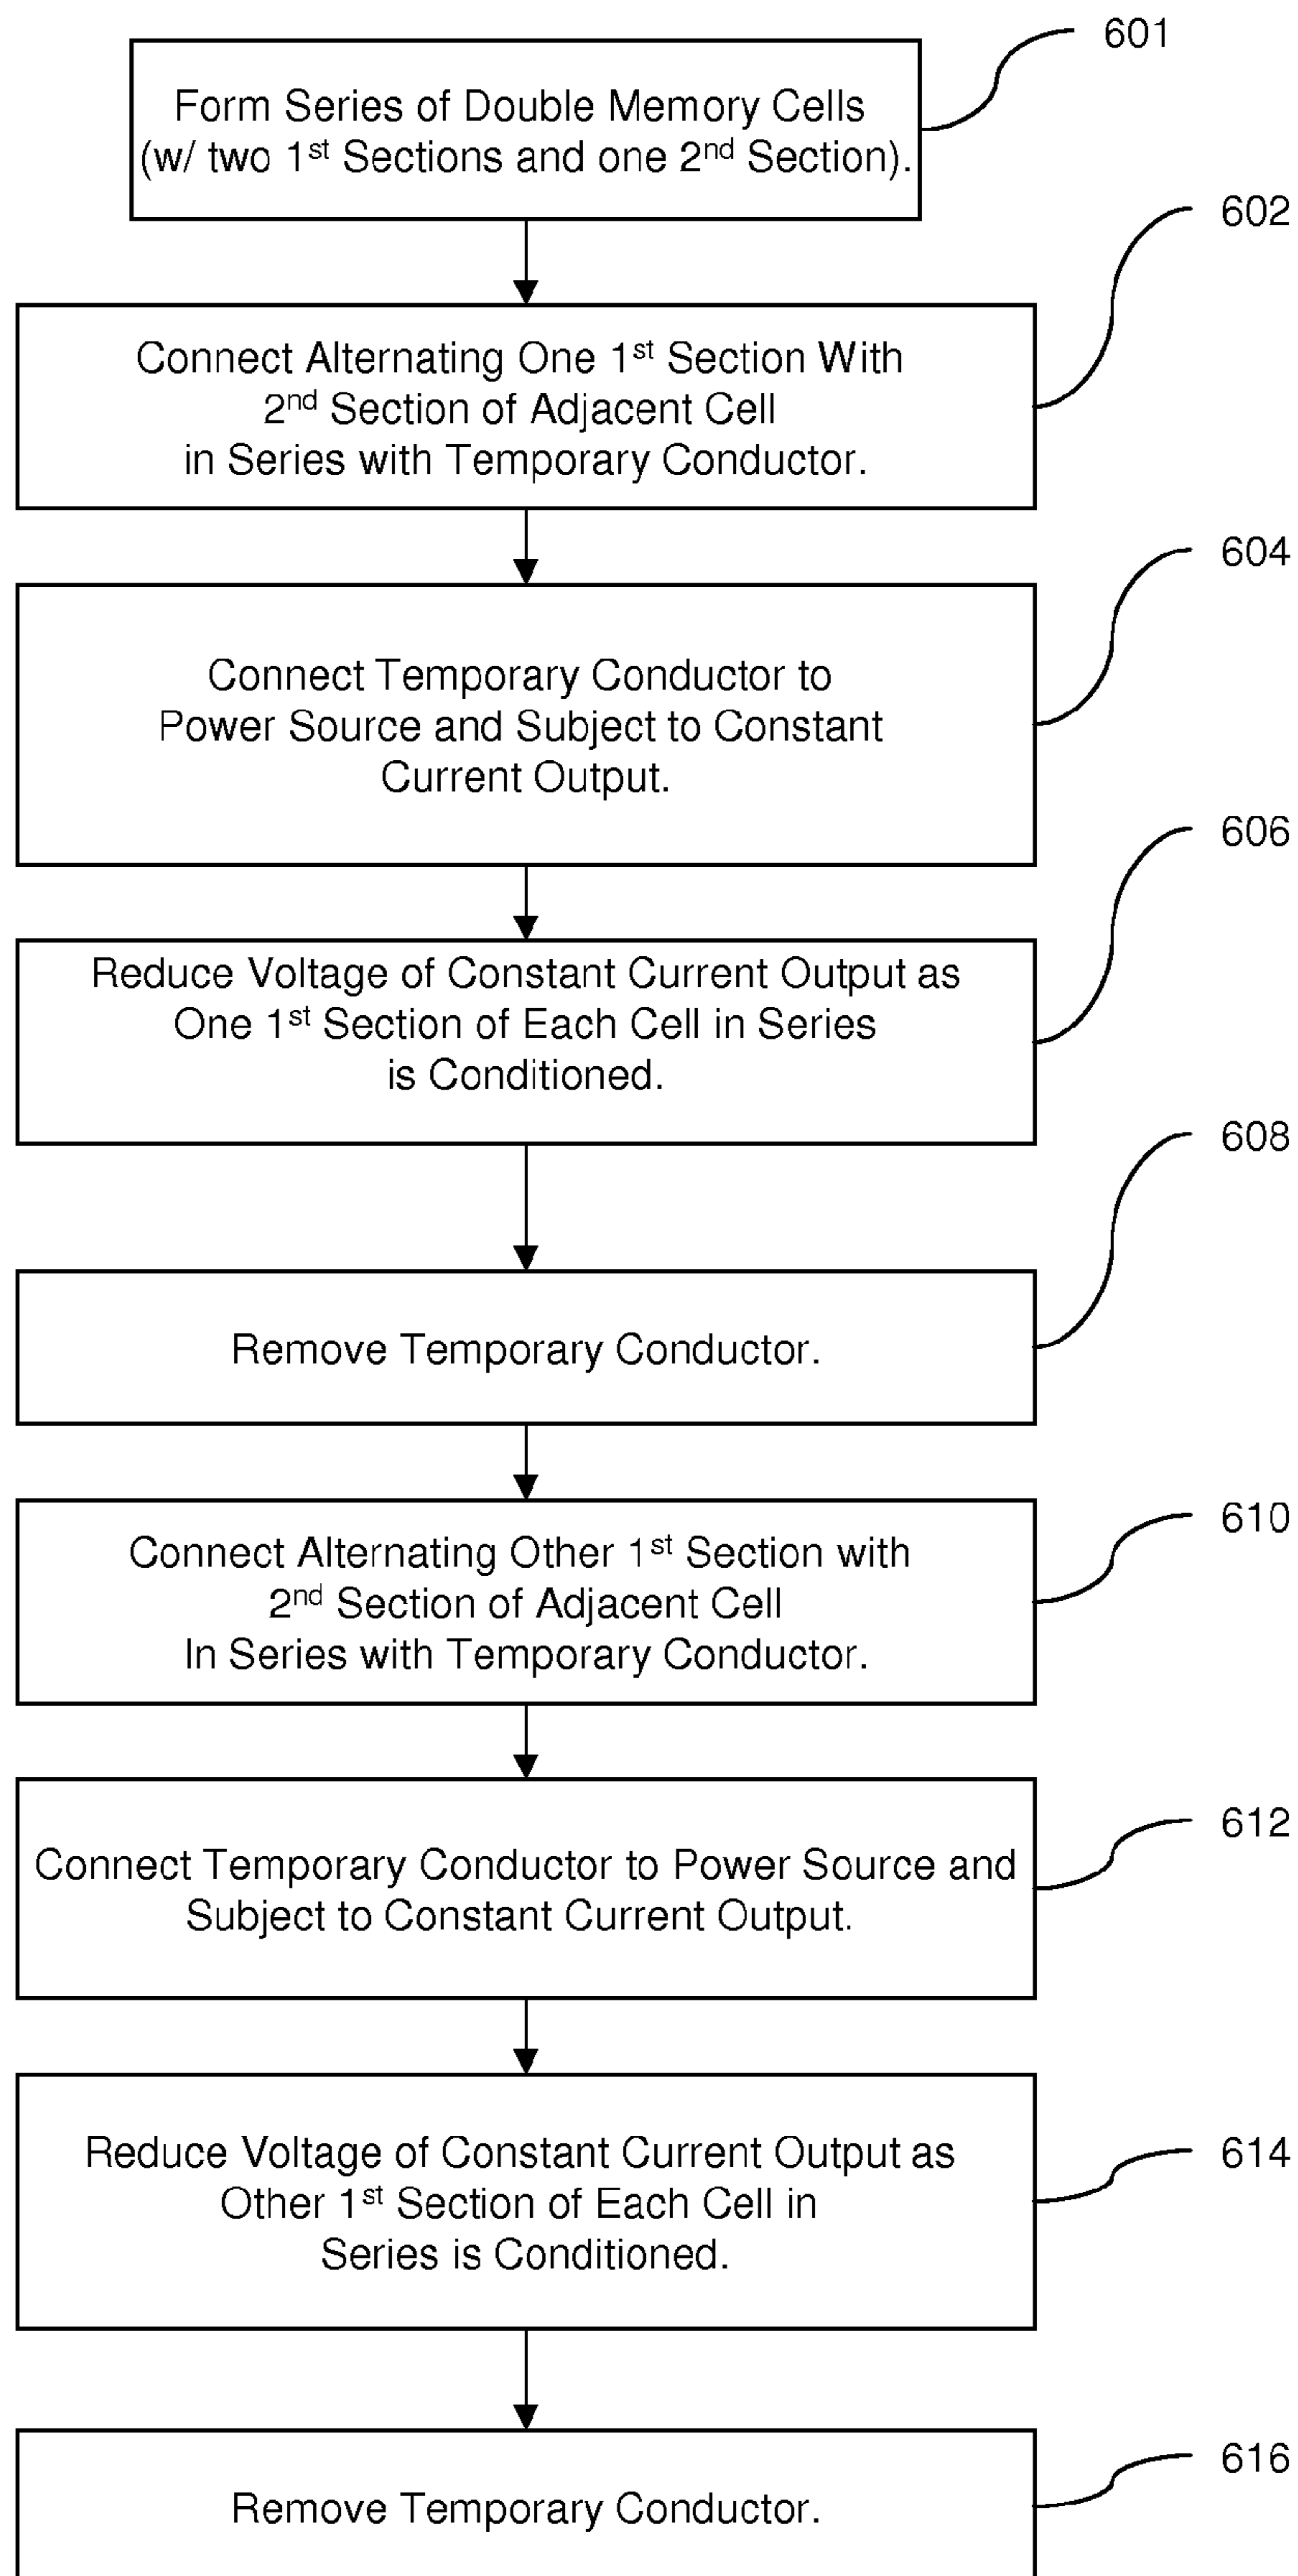 601
Form Series of Double Memory Cells
(w/ two 1st Sections and one 2nd Section).
602
Connect Alternating One 1st Section With
2nd Section of Adjacent Cell
in Series with Temporary Conductor.
604
Connect Temporary Conductor to
Power Source and Subject to Constant
Current Output.
606
Reduce Voltage of Constant Current Output as
One 1st Section of Each Cell in Series
is Conditioned.
608
Remove Temporary Conductor.
610
Connect Alternating Other 1st Section with
2nd Section of Adjacent Cell
In Series with Temporary Conductor.
612
Connect Temporary Conductor to Power Source and
Subject to Constant Current Output.
614
Reduce Voltage of Constant Current Output as
Other 1st Section of Each Cell in
Series is Conditioned.
616
Remove Temporary Conductor.